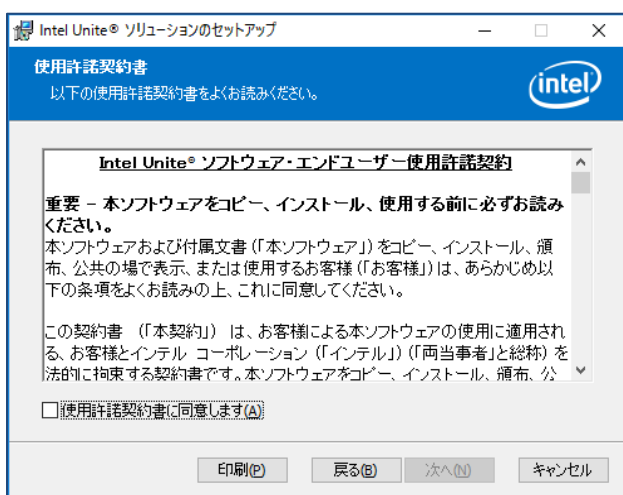 Intel Unite® ソリューションのセットアップ
使用許諾契約書
以下の使用許諾契約書をよくお読みください。
intel
Intel Unite® ソフトウェア・エンドユーザー使用許諾契約
重要 – 本ソフトウェアをコピー、インストール、使用する前に必ずお読み
ください。
本ソフトウェアおよび付属文書 (「本ソフトウェア」) をコピー、インストール、頒
布、公共の場で表示、または使用するお客様 (「お客様」) は、あらかじめ以
下の条項をよくお読みの上、これに同意してください。
この契約書 (「本契約」) は、お客様による本ソフトウェアの使用に適用され
る、お客様とインテル コーポレーション (「インテル」) (「両当事者」と総称) を
法的に拘束する契約書です。本ソフトウェアをコピー、インストール、頒布、公
使用許諾契約書に同意します(A)
印刷(P) 戻る(B) 次へ(N) キャンセル